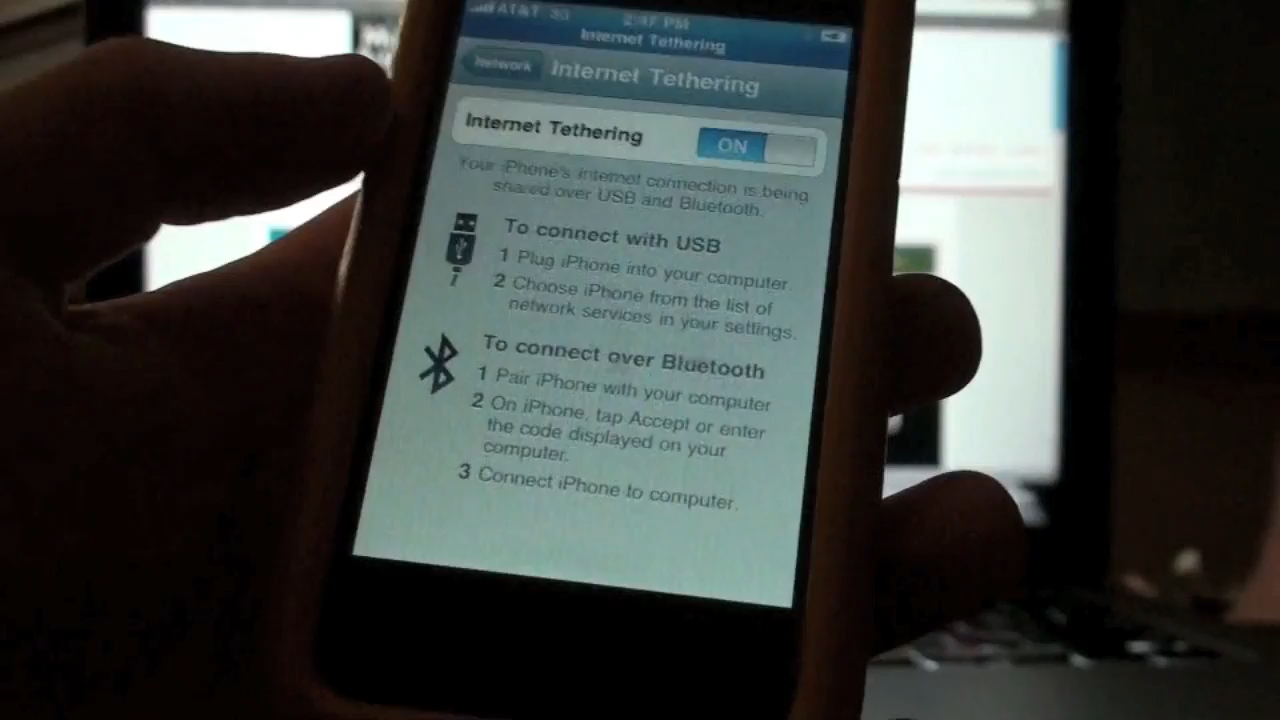 AT&T 3G 2:47 PM
Internet Tethering
Network Internet Tethering
Internet Tethering ON
Your iPhone's Internet connection is being
shared over USB and Bluetooth.
To connect with USB
1 Plug iPhone into your computer.
2 Choose iPhone from the list of
network services in your settings.
To connect over Bluetooth
1 Pair iPhone with your computer
2 On iPhone, tap Accept or enter
the code displayed on your
computer.
3 Connect iPhone to computer.